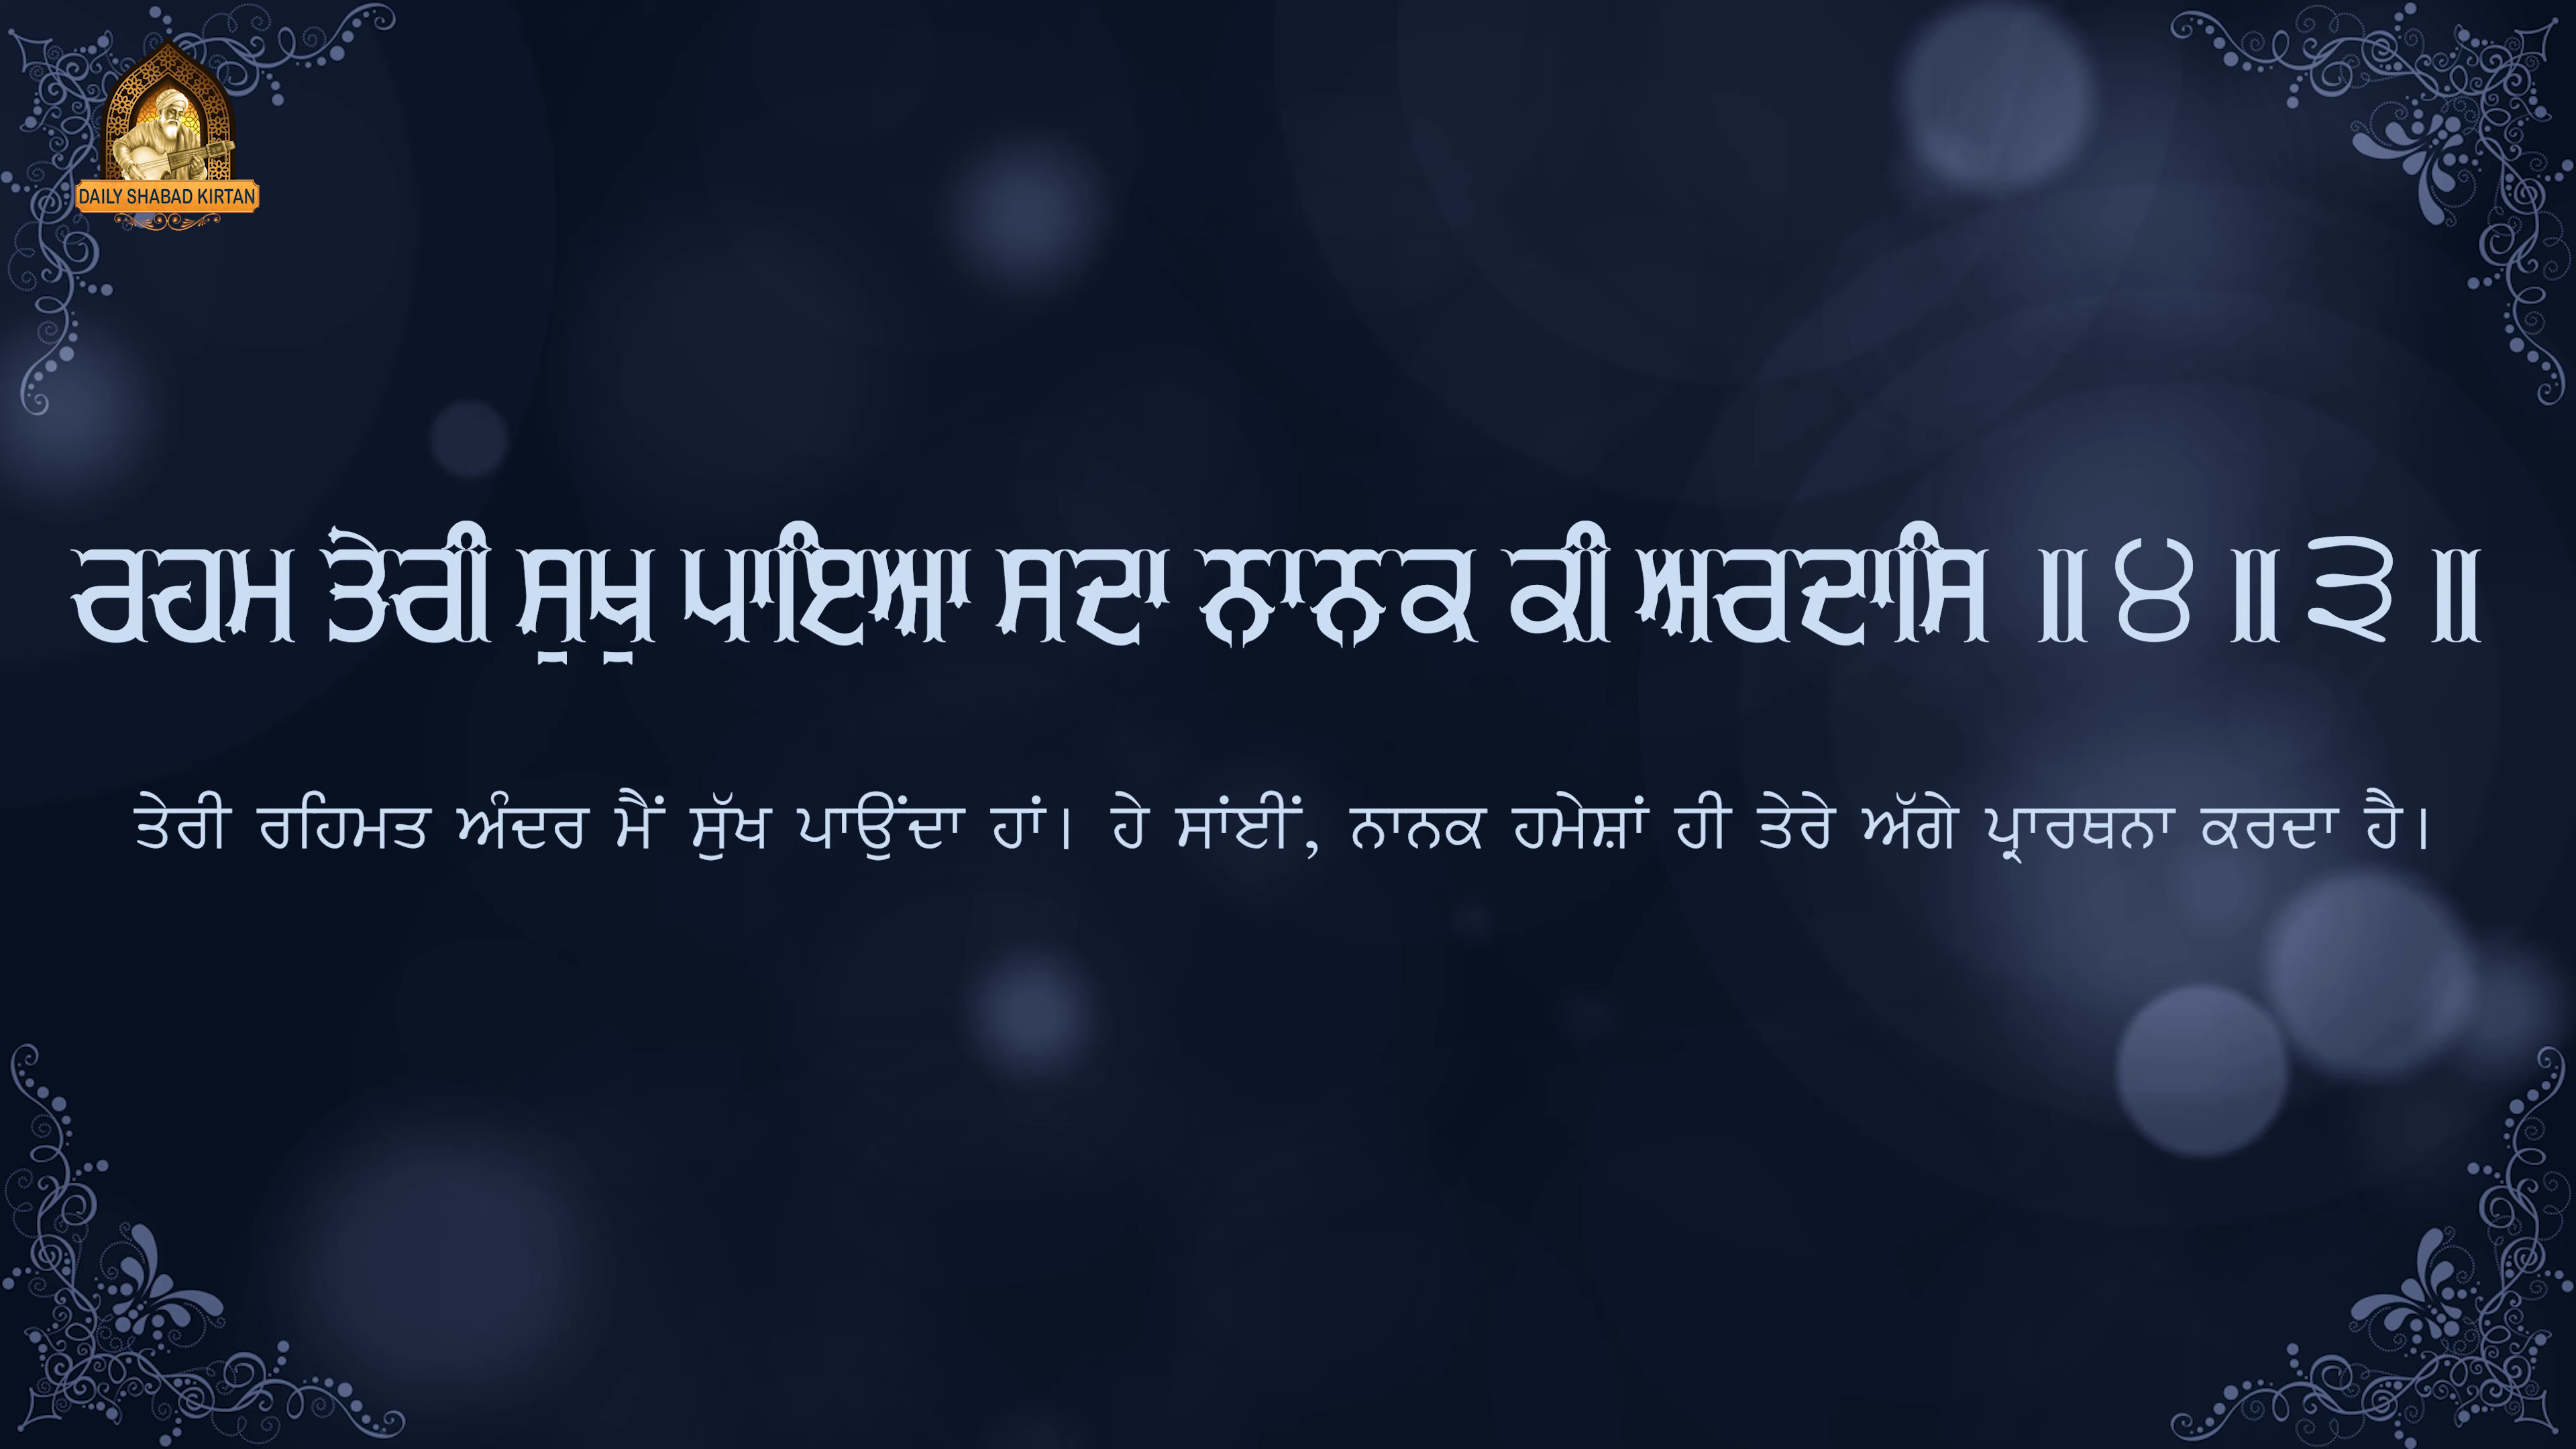 DAILY SHABAD KIRTAN
ਰਹਮ ਤੇਰੀ ਸੁਖੁ ਪਾਇਆ ਸਦਾ ਨਾਨਕ ਕੀ ਅਰਦਾਸਿ ॥੪॥੩॥
ਤੇਰੀ ਰਹਿਮਤ ਅੰਦਰ ਮੈਂ ਸੁੱਖ ਪਾਉਂਦਾ ਹਾਂ। ਹੇ ਸਾਂਈਂ, ਨਾਨਕ ਹਮੇਸ਼ਾਂ ਹੀ ਤੇਰੇ ਅੱਗੇ ਪ੍ਰਾਰਥਨਾ ਕਰਦਾ ਹੈ।